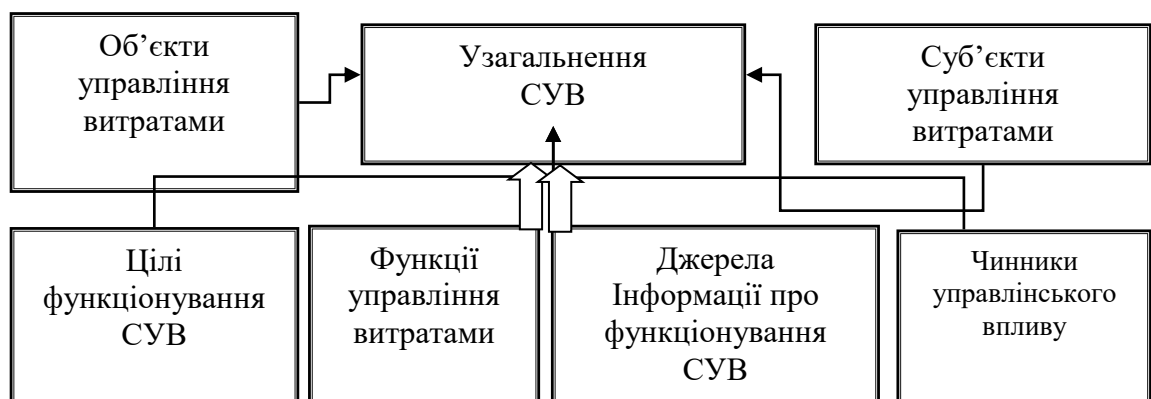 Об’єкти
управління
витратами
Узагальнення
СУВ
Суб’єкти
управління
витратами
Цілі
функціонування
СУВ
Функції
управління
витратами
Джерела
Інформації про
функціонування
СУВ
Чинники
управлінського
впливу